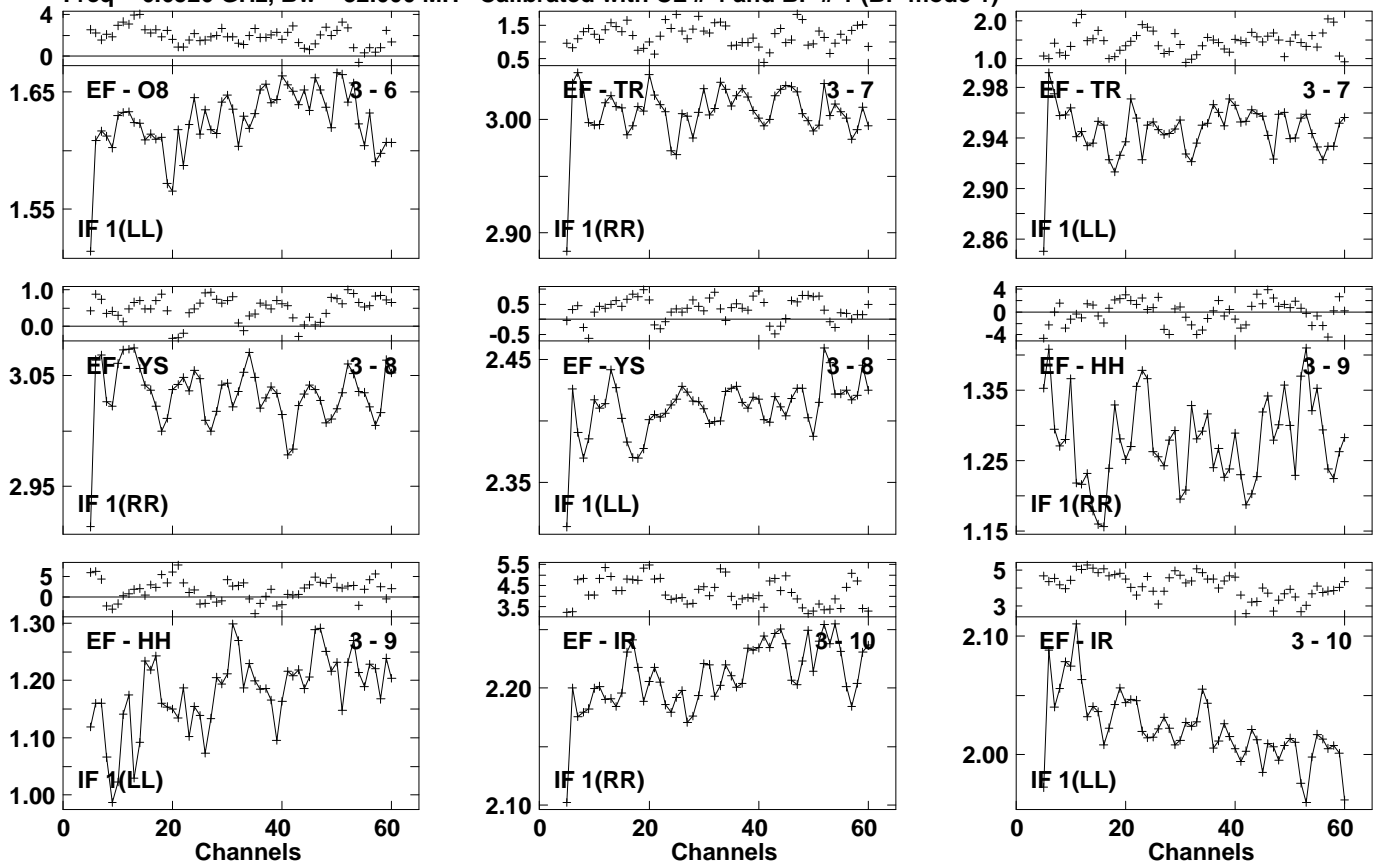 4 1.5 2.0
2 0.5 1.0
0
EF - O8 3 - 6 EF - TR 3 - 7 EF - TR 3 - 7
1.65 3.00 2.98
2.94
2.90
1.55 2.90 2.86
IF 1(LL) IF 1(RR) IF 1(LL)
1.0 0.5 4
0.0 -0.5 0
-4
EF - YS 3 - 8 EF - YS 3 - 8 EF - HH 3 - 9
3.05 2.45 1.35
2.95 2.35 1.25
1.15
IF 1(RR) IF 1(LL) IF 1(RR)
5 5.5 5
0 4.5 3
3.5
EF - HH 3 - 9 EF - IR 3 - 10 EF - IR 3 - 10
1.30 2.20 2.10
1.20
1.10 2.00
1.00 2.10
IF 1(LL) IF 1(RR) IF 1(LL)
0 20 40 60 0 20 40 60
Channels Channels